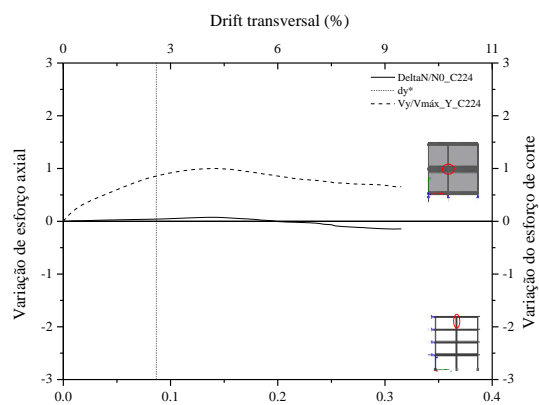 Drift transversal (%)
0 3 6 8 11
3 3
DeltaN/N0_C224
dy*
Vy/Vmáx_Y_C224
2 2
1 1
0 0
-1 -1
-2 -2
-3 -3
Variação de esforço axial
Variação do esforço de corte
0.0 0.1 0.2 0.3 0.4